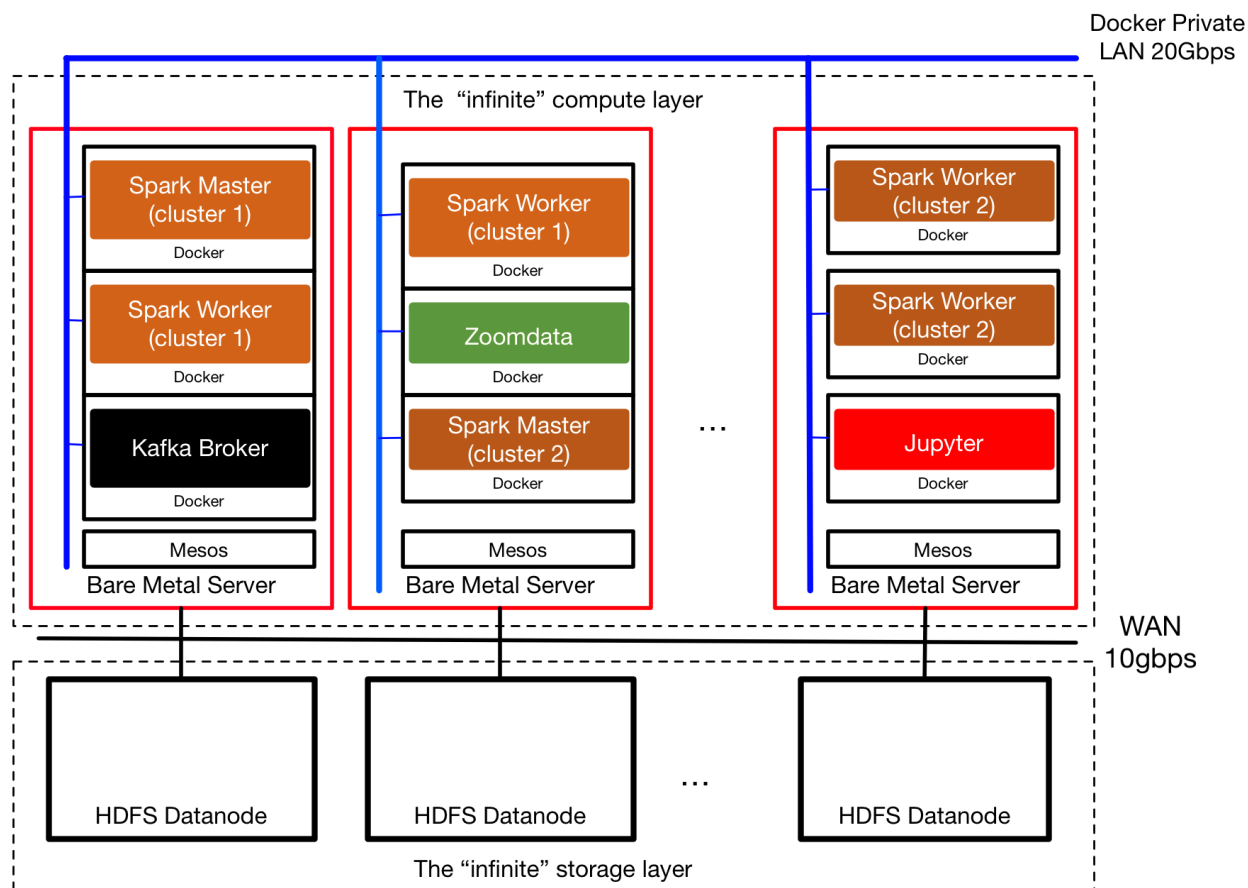 Docker Private
LAN 20Gbps
The “infinite” compute layer
Spark Master
(cluster 1)
Docker
Spark Worker
(cluster 1)
Docker
Kafka Broker
Docker
Mesos
Bare Metal Server
Spark Worker
(cluster 1)
Docker
Zoomdata
Docker
Spark Master
(cluster 2)
Docker
Mesos
Bare Metal Server
...
Spark Worker
(cluster 2)
Docker
Spark Worker
(cluster 2)
Docker
Jupyter
Docker
Mesos
Bare Metal Server
WAN
10gbps
HDFS Datanode
HDFS Datanode
...
HDFS Datanode
The “infinite” storage layer